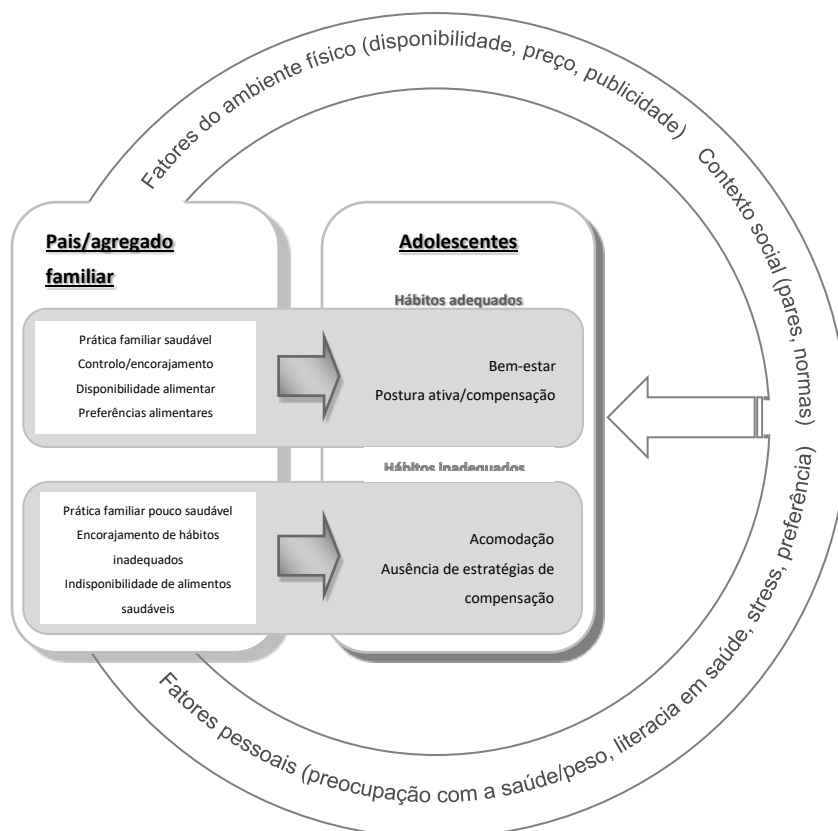 Fatores do ambiente físico (disponibilidade, preço, publicidade)
Contexto social (pares, normas)
Pais/agregado
familiar
Adolescentes
Hábitos adequados
Prática familiar saudável
Controlo/encorajamento
Disponibilidade alimentar
Preferências alimentares
Bem-estar
Postura ativa/compensação
Hábitos inadequados
Prática familiar pouco saudável
Encorajamento de hábitos
inadequados
Indisponibilidade de alimentos
saudáveis
Acomodação
Ausência de estratégias de
compensação
Fatores pessoais (preocupação com a saúde/peso, literacia em saúde, stress, preferência)